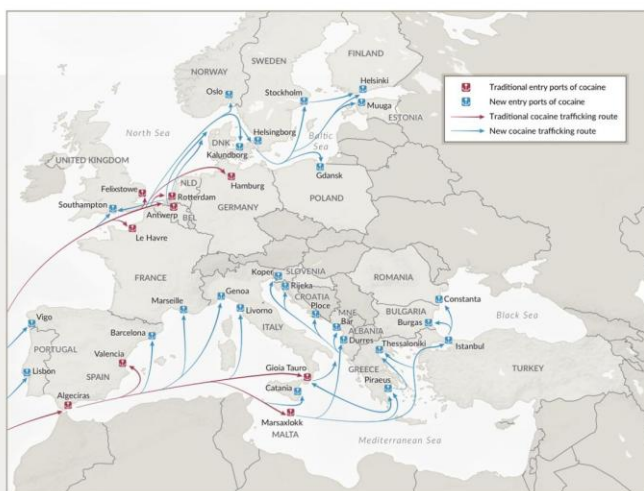 FINLAND
SWEDEN
NORWAY
Helsinki
Oslo
Stockholm
Muuga
ESTONIA
Traditional entry ports of cocaine
New entry ports of cocaine
Traditional cocaine trafficking route
New cocaine trafficking route
North Sea
Helsingborg
Baltic
Sea
DNK
Kalundborg
UNITED KINGDOM
Gdansk
Felixstowe
NLD
Rotterdam
Hamburg
POLAND
Southampton
Antwerp
BEL
GERMANY
Le Havre
FRANCE
Koper
SLOVENIA
Rijeka
ROMANIA
Genoa
CROATIA
Ploce
Constanta
Marseille
Livorno
MNE
Bar
BULGARIA
Black Sea
Vigo
Barcelona
ITALY
ALBANIA
Durres
Burgas
Thessaloniki
Istanbul
PORTUGAL
Valencia
Gioia Tauro
GREECE
TURKEY
Lisbon
SPAIN
Catania
Piraeus
Algeciras
Marsaxlokk
MALTA
Mediterranean Sea